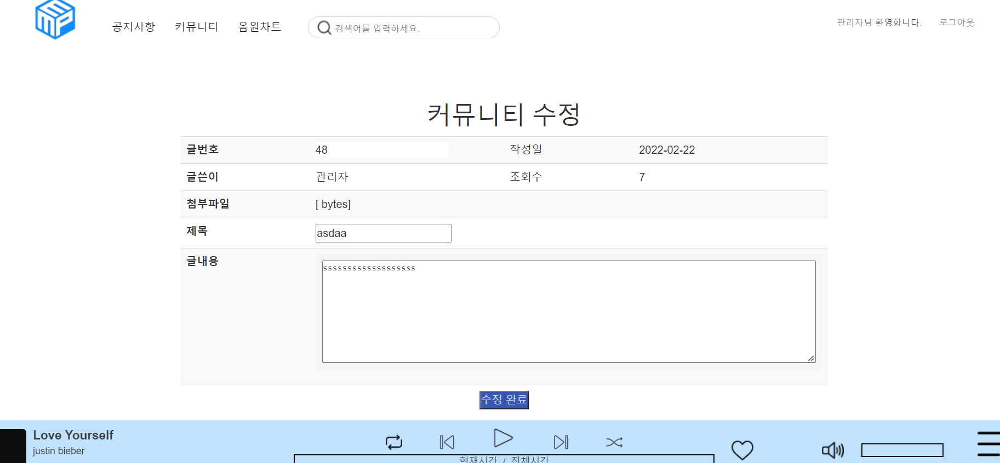 EMP
공지사항 커뮤니티 음원차트 검색어를 입력하세요. 관리자님 환영합니다. 로그아웃
커뮤니티 수정
글번호 48 작성일 2022-02-22
글쓴이 관리자 조회수 7
첨부파일 [ bytes]
제목 asdaa
글내용 sssssssssssssssssss
수정 완료
Love Yourself
justin bieber
현재시간 / 전체시간